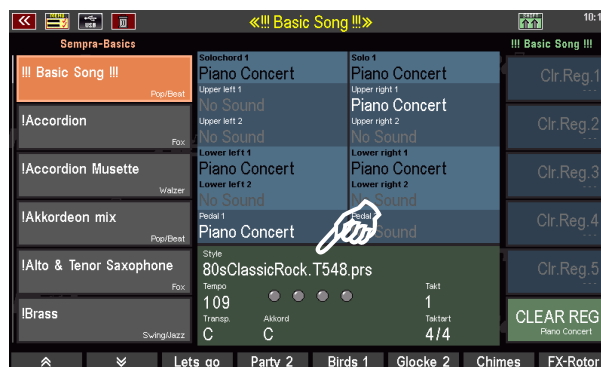 MENU
USB
«!!! Basic Song !!!»
SHIFT
10:1
Sempra-Basics
!!! Basic Song !!!
!!! Basic Song !!!
Pop/Beat
!Accordion
Fox
!Accordion Musette
Walzer
!Akkordeon mix
Pop/Beat
!Alto & Tenor Saxophone
Fox
!Brass
Swing/Jazz
Solochord 1
Piano Concert
Solo 1
Piano Concert
Upper left 1
No Sound
Upper right 1
Piano Concert
Upper left 2
No Sound
Upper right 2
No Sound
Lower left 1
Piano Concert
Lower right 1
Piano Concert
Lower left 2
No Sound
Lower right 2
No Sound
Pedal 1
Piano Concert
Pedal
Sound
Style
80sClassicRock.T548.prs
Tempo
109
Takt
1
Transp.
C
Akkord
C
Taktart
4/4
Clr.Reg.1
---
Clr.Reg.2
---
Clr.Reg.3
---
Clr.Reg.4
---
Clr.Reg.5
---
CLEAR REG
Piano Concert
Lets go
Party 2
Birds 1
Glocke 2
Chimes
FX-Rotor